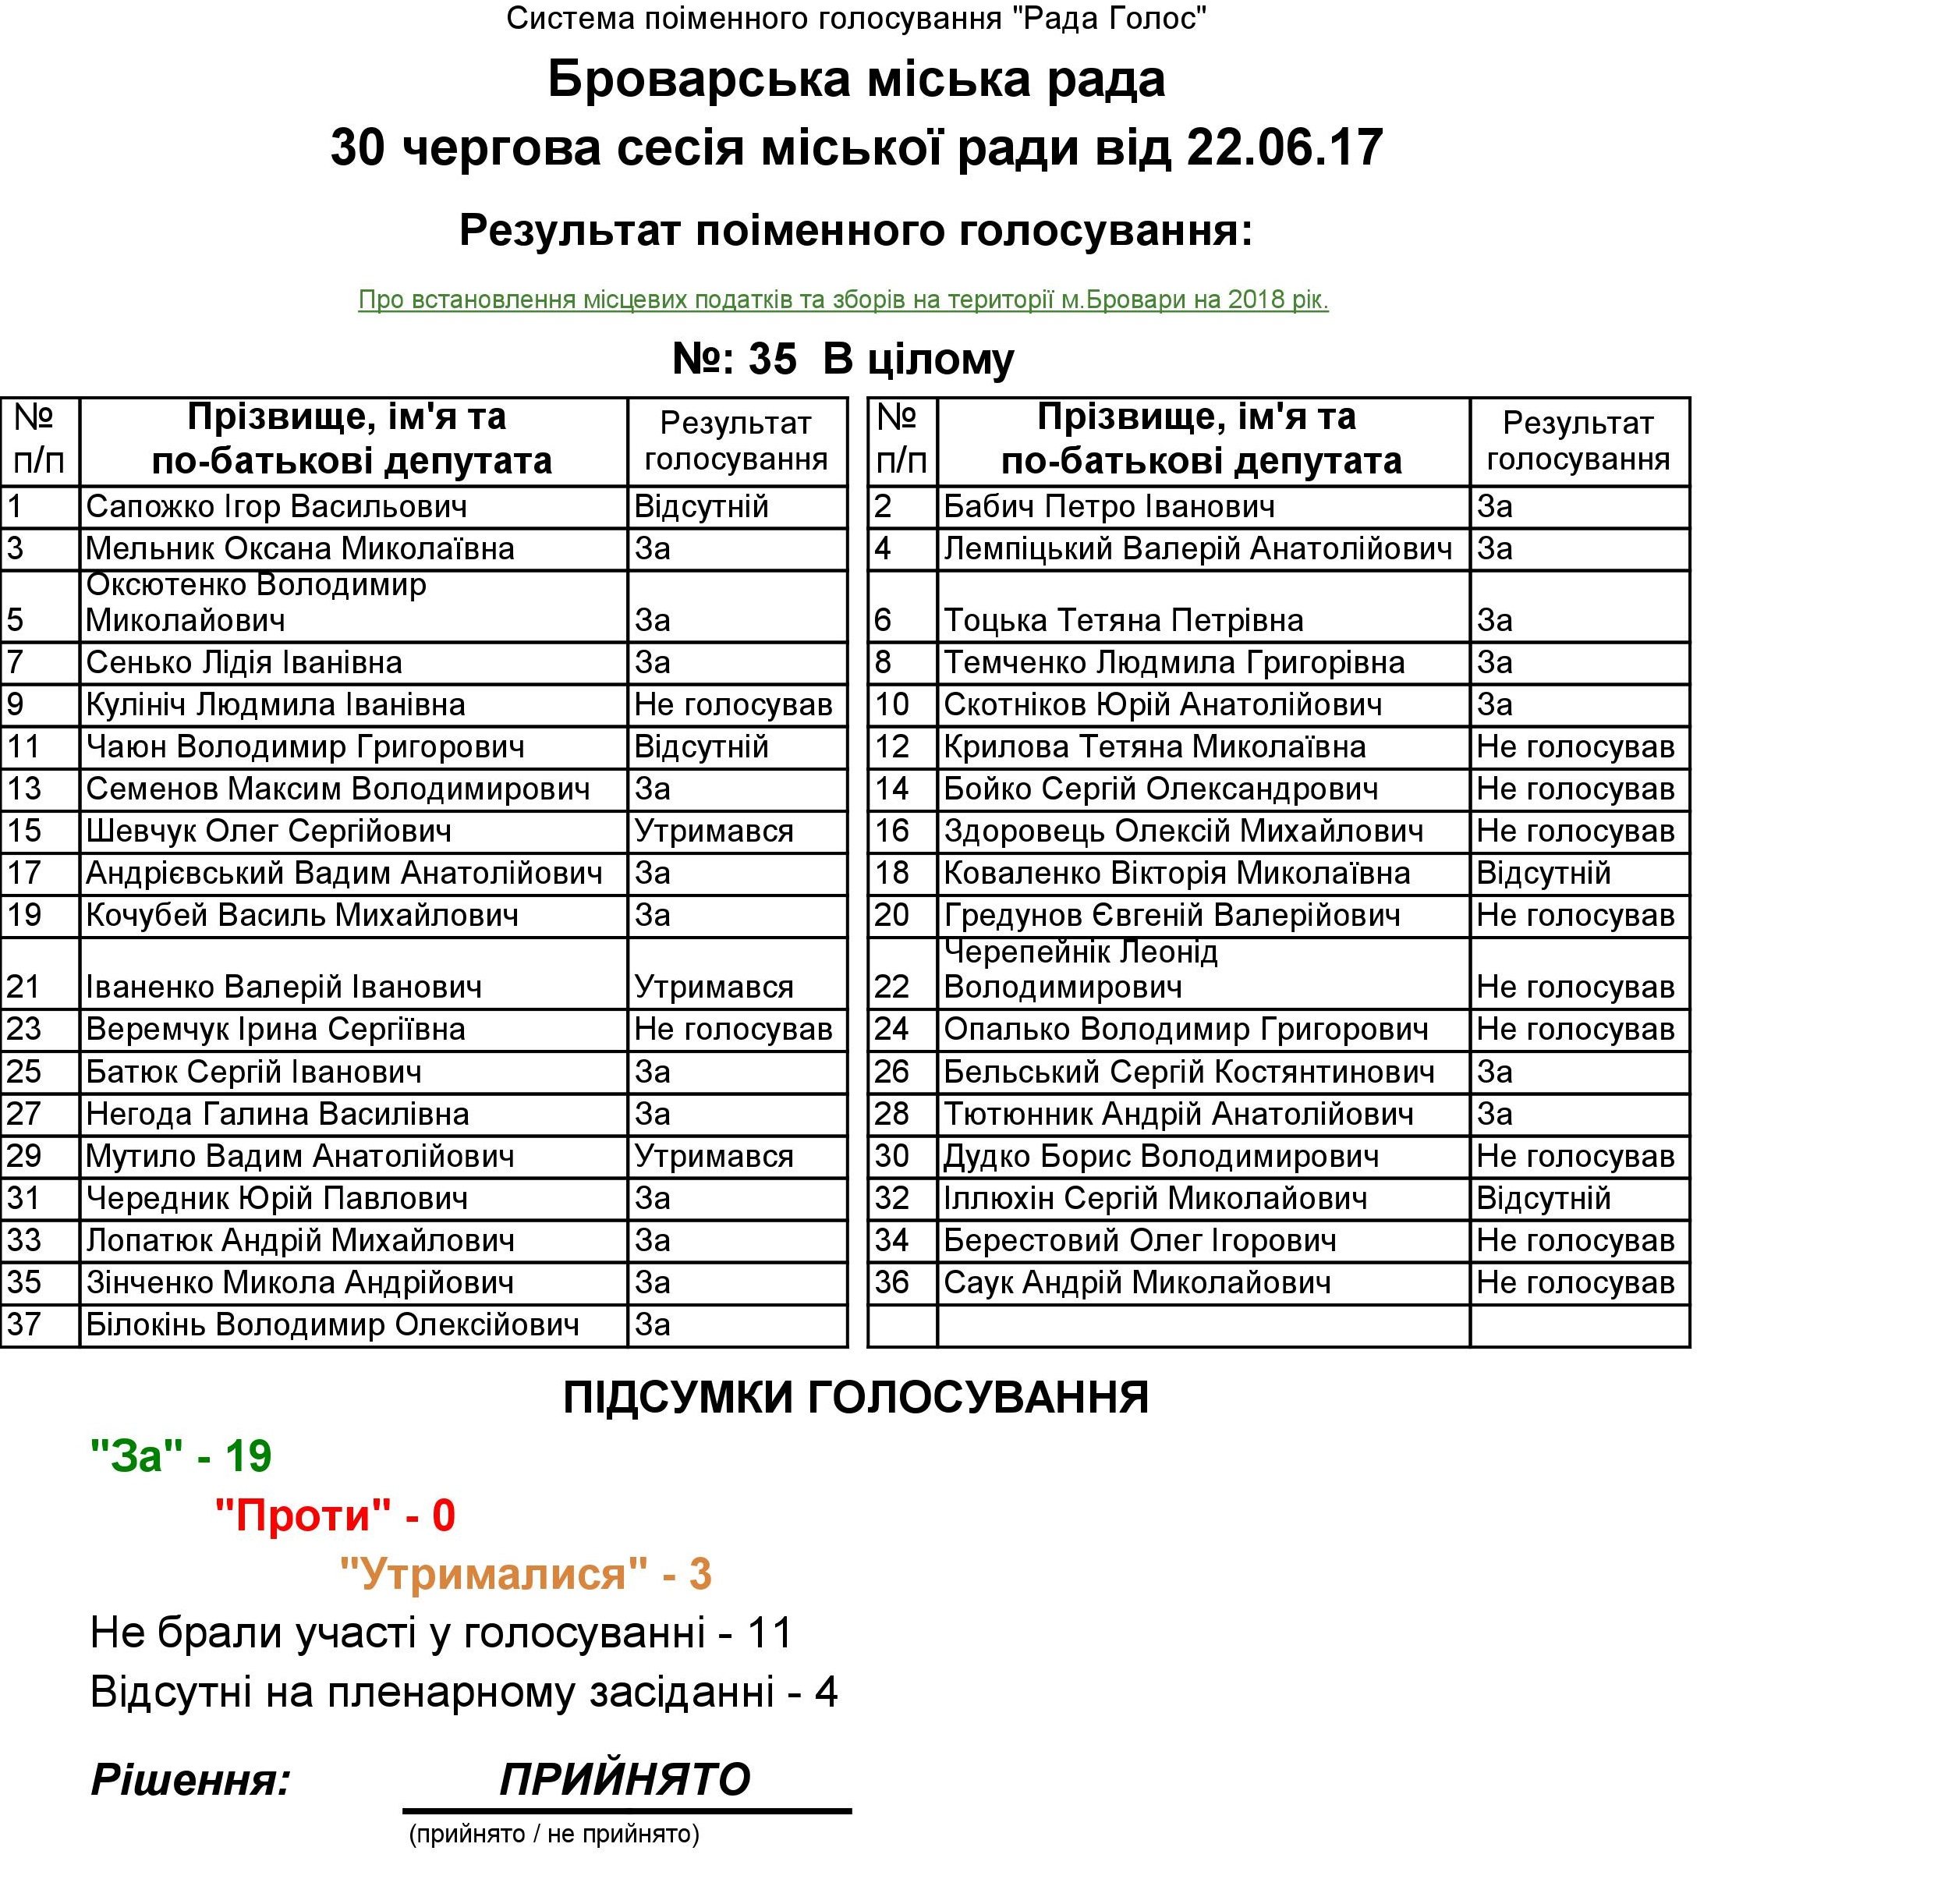 Система поіменного голосування "Рада Голос"
Броварська міська рада
30 чергова сесія міської ради від 22.06.17
Результат поіменного голосування:
Про встановлення місцевих податків та зборів на території м.Бровари на 2018 рік.
№: 35 В цілому
№ п/п Прізвище, ім'я та по-батькові депутата Результат голосування № п/п Прізвище, ім'я та по-батькові депутата Результат голосування
1 Сапожко Ігор Васильович Відсутній 2 Бабич Петро Іванович За
3 Мельник Оксана Миколаївна За 4 Лемпіцький Валерій Анатолійович За
5 Оксютенко Володимир Миколайович За 6 Тоцька Тетяна Петрівна За
7 Сенько Лідія Іванівна За 8 Темченко Людмила Григорівна За
9 Кулініч Людмила Іванівна Не голосував 10 Скотніков Юрій Анатолійович За
11 Чаюн Володимир Григорович Відсутній 12 Крилова Тетяна Миколаївна Не голосував
13 Семенов Максим Володимирович За 14 Бойко Сергій Олександрович Не голосував
15 Шевчук Олег Сергійович Утримався 16 Здоровець Олексій Михайлович Не голосував
17 Андрієвський Вадим Анатолійович За 18 Коваленко Вікторія Миколаївна Відсутній
19 Кочубей Василь Михайлович За 20 Гредунов Євгеній Валерійович Не голосував
21 Іваненко Валерій Іванович Утримався 22 Черепейнік Леонід Володимирович Не голосував
23 Веремчук Ірина Сергіївна Не голосував 24 Опалько Володимир Григорович Не голосував
25 Батюк Сергій Іванович За 26 Бельський Сергій Костянтинович За
27 Негода Галина Василівна За 28 Тютюнник Андрій Анатолійович За
29 Мутило Вадим Анатолійович Утримався 30 Дудко Борис Володимирович Не голосував
31 Чередник Юрій Павлович За 32 Іллюхін Сергій Миколайович Відсутній
33 Лопатюк Андрій Михайлович За 34 Берестовий Олег Ігорович Не голосував
35 Зінченко Микола Андрійович За 36 Саук Андрій Миколайович Не голосував
37 Білокінь Володимир Олексійович За
ПІДСУМКИ ГОЛОСУВАННЯ
"За" - 19
"Проти" - 0
"Утрималися" - 3
Не брали участі у голосуванні - 11
Відсутні на пленарному засіданні - 4
Рішення: ПРИЙНЯТО
(прийнято / не прийнято)